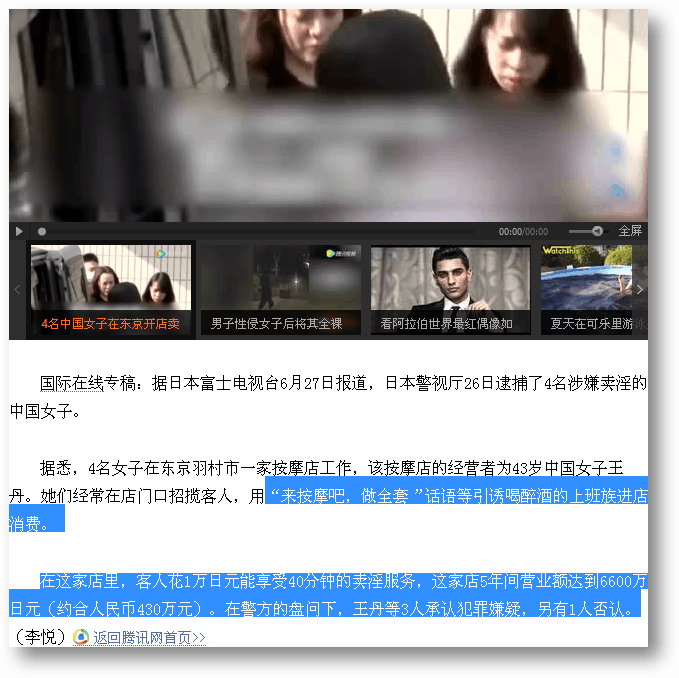 00:00/00:00 全屏
WatchThis
腾讯视频
4名中国女子在东京开店卖 男子性侵女子后将其全裸 看阿拉伯世界最红偶像如 夏天在可乐里游泳
国际在线专稿：据日本富士电视台6月27日报道，日本警视厅26日逮捕了4名涉嫌卖淫的
中国女子。
据悉，4名女子在东京羽村市一家按摩店工作，该按摩店的经营者为43岁中国女子王
丹。她们经常在店门口招揽客人，用“来按摩吧，做全套”话语等引诱喝醉酒的上班族进店
消费。
在这家店里，客人花1万日元能享受40分钟的卖淫服务，这家店5年间营业额达到6600万
日元（约合人民币430万元）。在警方的盘问下，王丹等3人承认犯罪嫌疑，另有1人否认。
（李悦） 返回腾讯网首页>>